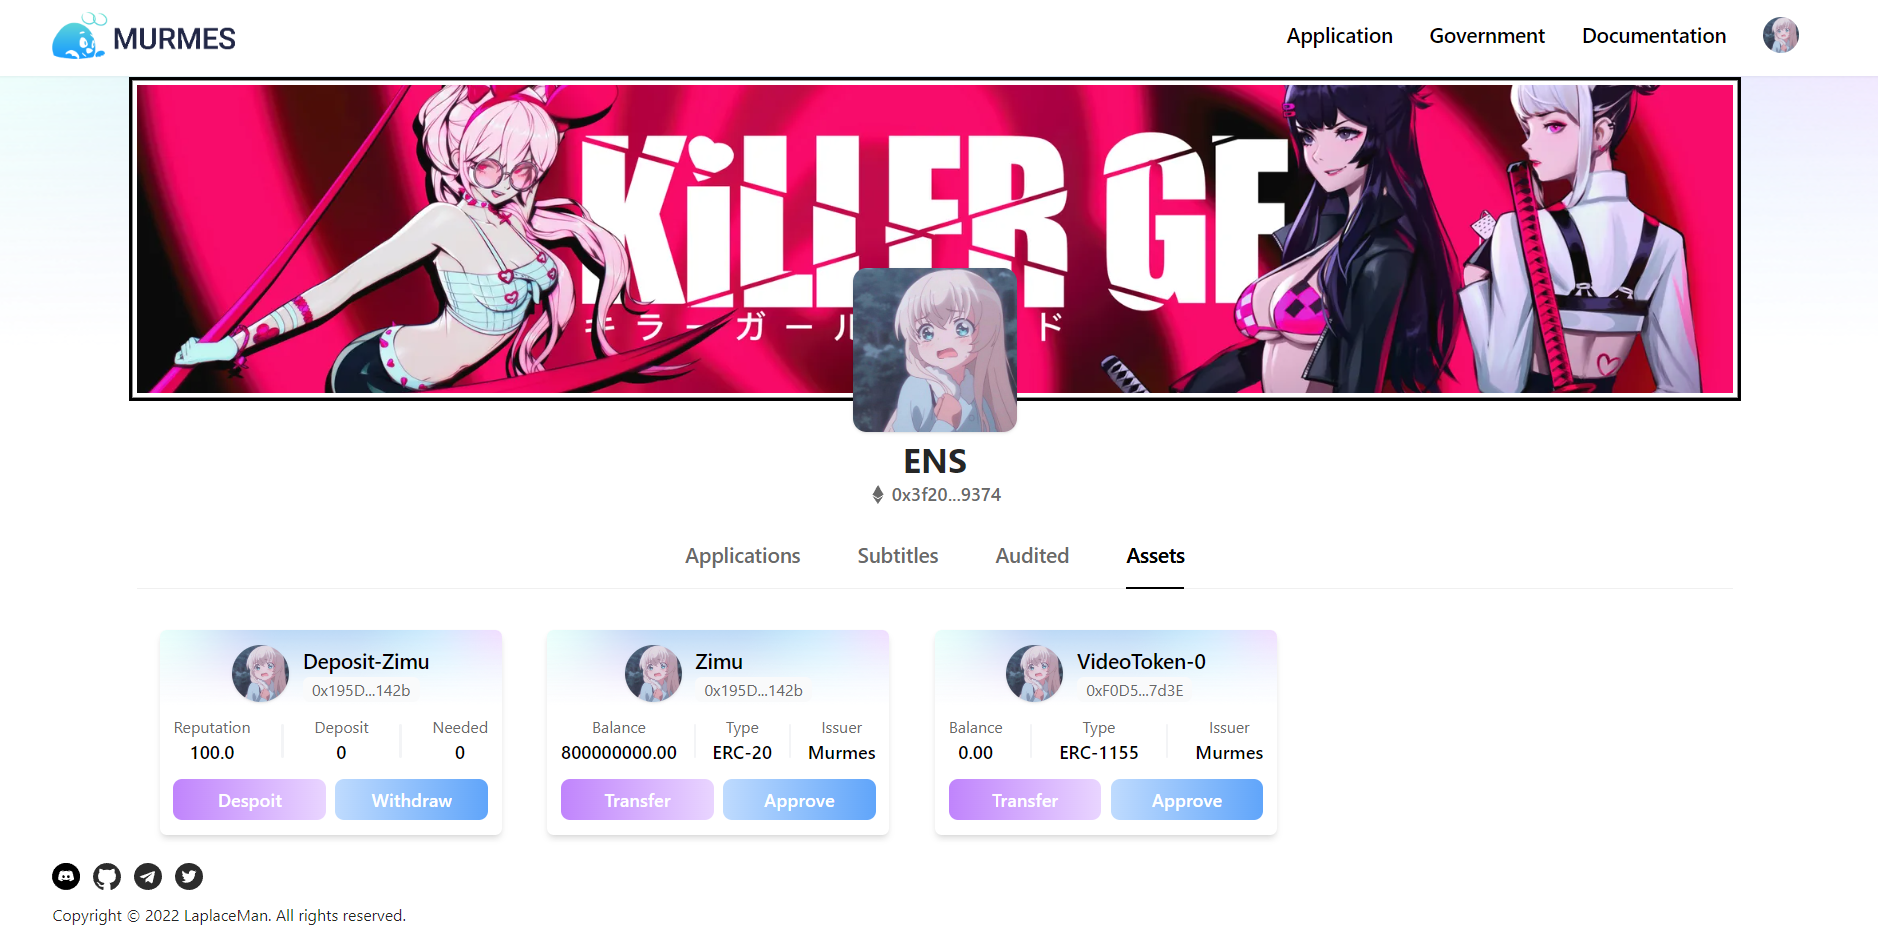 MURMES
Application Government Documentation
KiLLER GF
キラーガール ド
ENS
0x3f20...9374
Applications Subtitles Audited Assets
Deposit-Zimu
0x195D...142b
Reputation Deposit Needed
100.0 0 0
Despoit Withdraw
Zimu
0x195D...142b
Balance Type Issuer
800000000.00 ERC-20 Murmes
Transfer Approve
VideoToken-0
0xF0D5...7d3E
Balance Type Issuer
0.00 ERC-1155 Murmes
Transfer Approve
Copyright © 2022 LaplaceMan. All rights reserved.